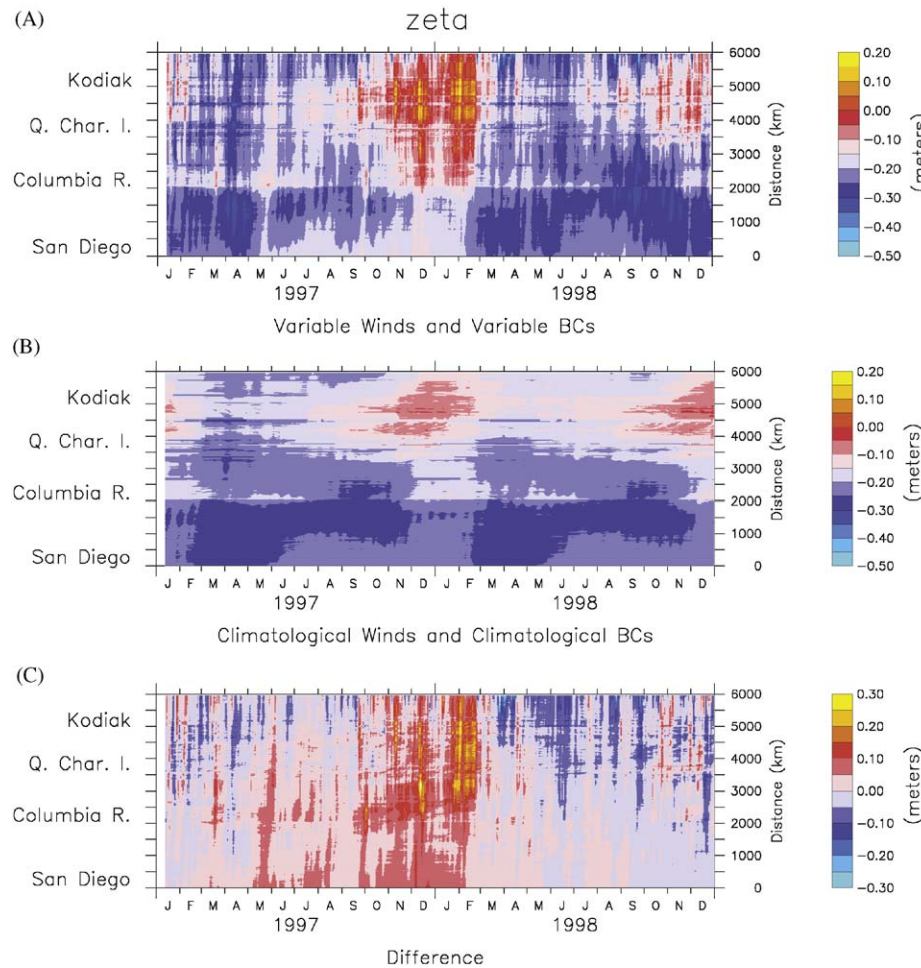 (A)
zeta
Kodiak
Q. Char. I.
Columbia R.
San Diego
6000
5000
4000
3000
2000
1000
0
Distance (km)
0.20
0.10
0.00
−0.10
−0.20
−0.30
−0.40
−0.50
(meters)
J F M A M J J A S O N D J F M A M J J A S O N D
1997 1998
Variable Winds and Variable BCs
(B)
Kodiak
Q. Char. I.
Columbia R.
San Diego
6000
5000
4000
3000
2000
1000
0
Distance (km)
0.20
0.10
0.00
−0.10
−0.20
−0.30
−0.40
−0.50
(meters)
J F M A M J J A S O N D J F M A M J J A S O N D
1997 1998
Climatological Winds and Climatological BCs
(C)
Kodiak
Q. Char. I.
Columbia R.
San Diego
6000
5000
4000
3000
2000
1000
0
Distance (km)
0.30
0.20
0.10
0.00
−0.10
−0.20
−0.30
(meters)
J F M A M J J A S O N D J F M A M J J A S O N D
1997 1998
Difference